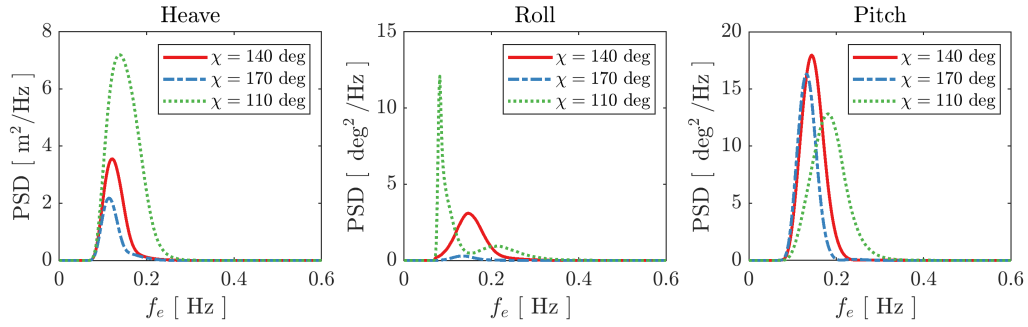 Heave
PSD [ m²/Hz]
8
6
4
2
0
χ = 140 deg
χ = 170 deg
χ = 110 deg
0 0.2 0.4 0.6
f_e [ Hz ]
Roll
PSD [ deg²/Hz]
15
10
5
0
χ = 140 deg
χ = 170 deg
χ = 110 deg
0 0.2 0.4 0.6
f_e [ Hz ]
Pitch
PSD [ deg²/Hz]
20
15
10
5
0
χ = 140 deg
χ = 170 deg
χ = 110 deg
0 0.2 0.4 0.6
f_e [ Hz ]